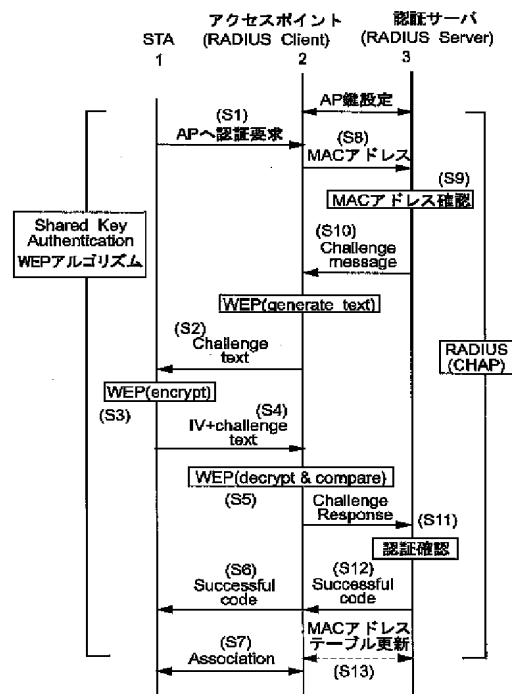 アクセスポイント 認証サーバ
STA (RADIUS Client) (RADIUS Server)
1 2 3
AP鍵設定
(S1)
APへ認証要求
(S8)
MACアドレス
(S9)
MACアドレス確認
Shared Key
Authentication
WEPアルゴリズム
(S10)
Challenge
message
WEP(generate text)
(S2)
Challenge
text
RADIUS
(CHAP)
WEP(encrypt)
(S3)
(S4)
IV+challenge
text
WEP(decrypt & compare)
(S5)
Challenge
Response
(S11)
認証確認
(S6)
Successful
code
(S12)
Successful
code
(S7)
Association
MACアドレス
テーブル更新
(S13)